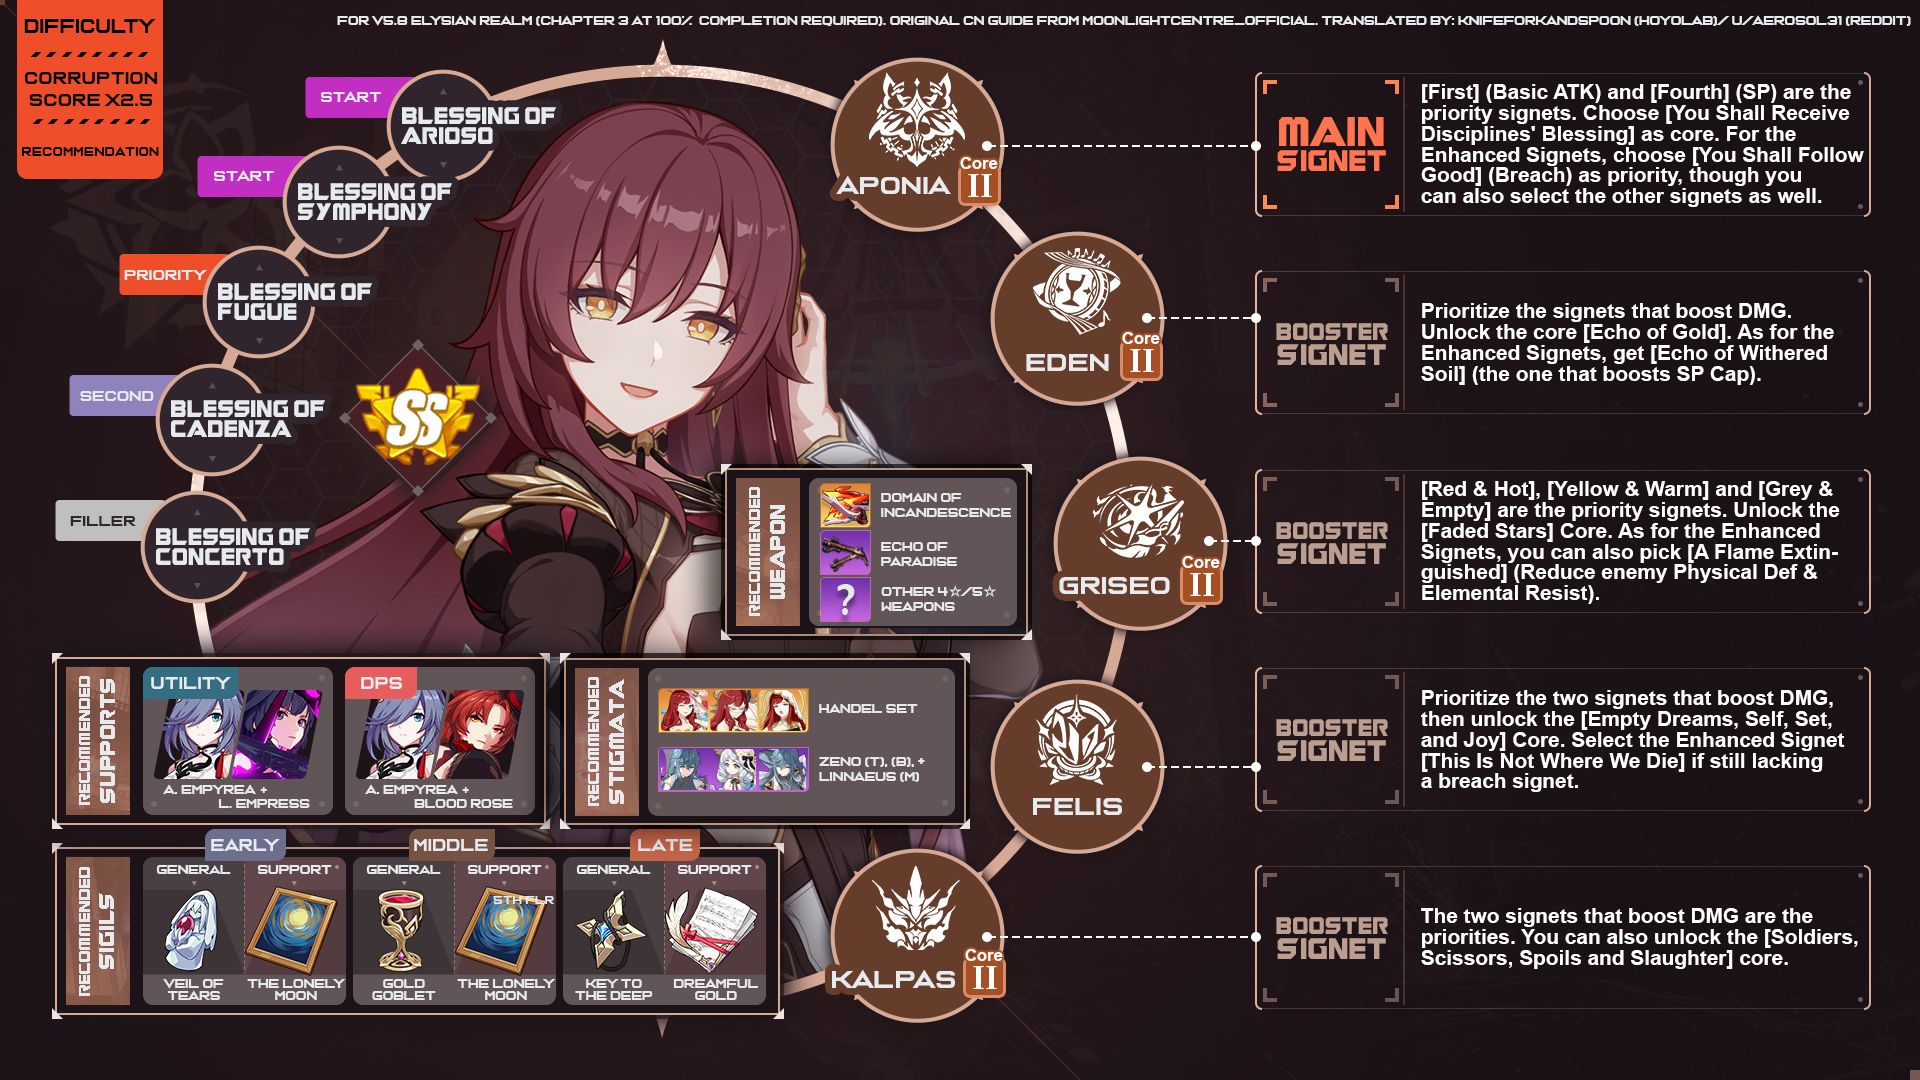 FOR V5.8 ELYSIAN REALM (CHAPTER 3 AT 100% COMPLETION REQUIRED). ORIGINAL CN GUIDE FROM MOONLIGHTCENTRE_OFFICIAL. TRANSLATED BY: KNIFEFORKANDSPOON (HOYOLAB)/ U/AEROSOL31 (REDDIT)
DIFFICULTY
CORRUPTION
SCORE X2.5
RECOMMENDATION
START
BLESSING OF
ARIOSO
START
BLESSING OF
SYMPHONY
PRIORITY
BLESSING OF
FUGUE
SECOND
BLESSING OF
CADENZA
FILLER
BLESSING OF
CONCERTO
SS
APONIA
Core
II
MAIN
SIGNET
[First] (Basic ATK) and [Fourth] (SP) are the
priority signets. Choose [You Shall Receive
Disciplines' Blessing] as core. For the
Enhanced Signets, choose [You Shall Follow
Good] (Breach) as priority, though you
can also select the other signets as well.
EDEN
Core
II
BOOSTER
SIGNET
Prioritize the signets that boost DMG.
Unlock the core [Echo of Gold]. As for the
Enhanced Signets, get [Echo of Withered
Soil] (the one that boosts SP Cap).
GRISEO
Core
II
BOOSTER
SIGNET
[Red & Hot], [Yellow & Warm] and [Grey &
Empty] are the priority signets. Unlock the
[Faded Stars] Core. As for the Enhanced
Signets, you can also pick [A Flame Extin-
guished] (Reduce enemy Physical Def &
Elemental Resist).
FELIS
BOOSTER
SIGNET
Prioritize the two signets that boost DMG,
then unlock the [Empty Dreams, Self, Set,
and Joy] Core. Select the Enhanced Signet
[This Is Not Where We Die] if still lacking
a breach signet.
KALPAS
Core
II
BOOSTER
SIGNET
The two signets that boost DMG are the
priorities. You can also unlock the [Soldiers,
Scissors, Spoils and Slaughter] core.
RECOMMENDED
WEAPON
DOMAIN OF
INCANDESCENCE
ECHO OF
PARADISE
?
OTHER 4☆/5☆
WEAPONS
RECOMMENDED
SUPPORTS
UTILITY
A. EMPYREA +
L. EMPRESS
DPS
A. EMPYREA +
BLOOD ROSE
RECOMMENDED
STIGMATA
HANDEL SET
ZENO (T), (B), +
LINNAEUS (M)
RECOMMENDED
SIGILS
EARLY
GENERAL
VEIL OF
TEARS
SUPPORT
THE LONELY
MOON
MIDDLE
GENERAL
GOLD
GOBLET
SUPPORT
5TH FLR
THE LONELY
MOON
LATE
GENERAL
KEY TO
THE DEEP
SUPPORT
DREAMFUL
GOLD